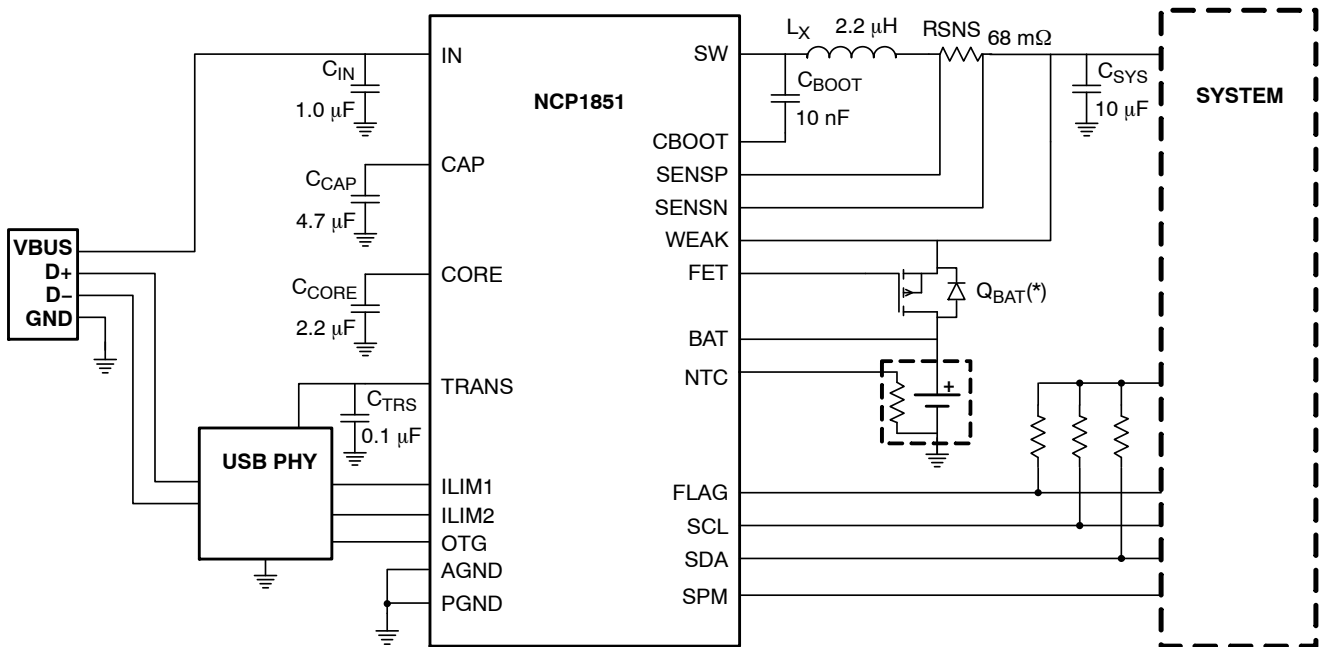 L_X 2.2 μH RSNS 68 mΩ
IN
SW
C_IN
1.0 μF
NCP1851
C_BOOT
10 nF
C_SYS
10 μF
SYSTEM
CBOOT
CAP
SENSP
C_CAP
4.7 μF
SENSN
VBUS
D+
D−
GND
WEAK
CORE
FET
C_CORE
2.2 μF
Q_BAT(*)
BAT
NTC
+
TRANS
C_TRS
0.1 μF
USB PHY
ILIM1
ILIM2
OTG
AGND
PGND
FLAG
SCL
SDA
SPM